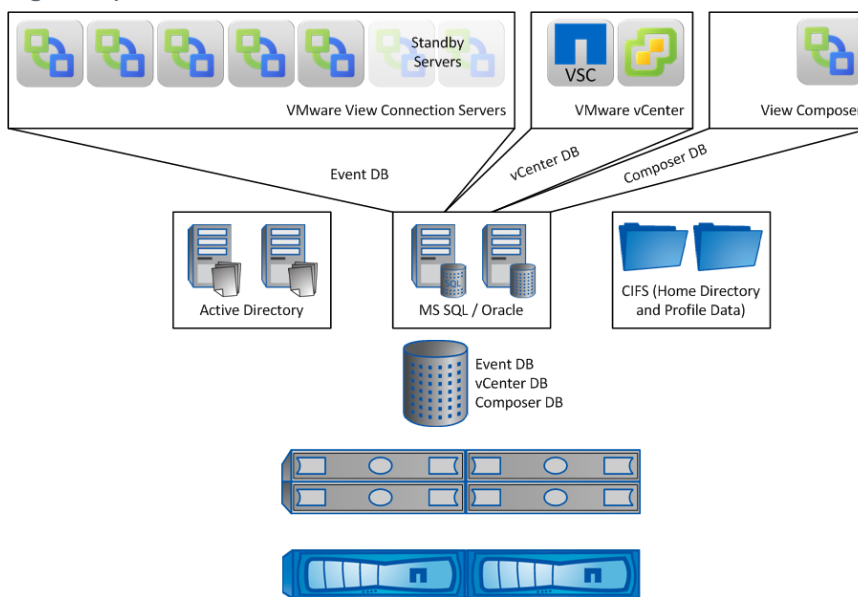 Standby
Servers
VSC
VMware View Connection Servers
VMware vCenter
View Composer
Event DB
vCenter DB
Composer DB
SQL
Active Directory
MS SQL / Oracle
CIFS (Home Directory
and Profile Data)
Event DB
vCenter DB
Composer DB